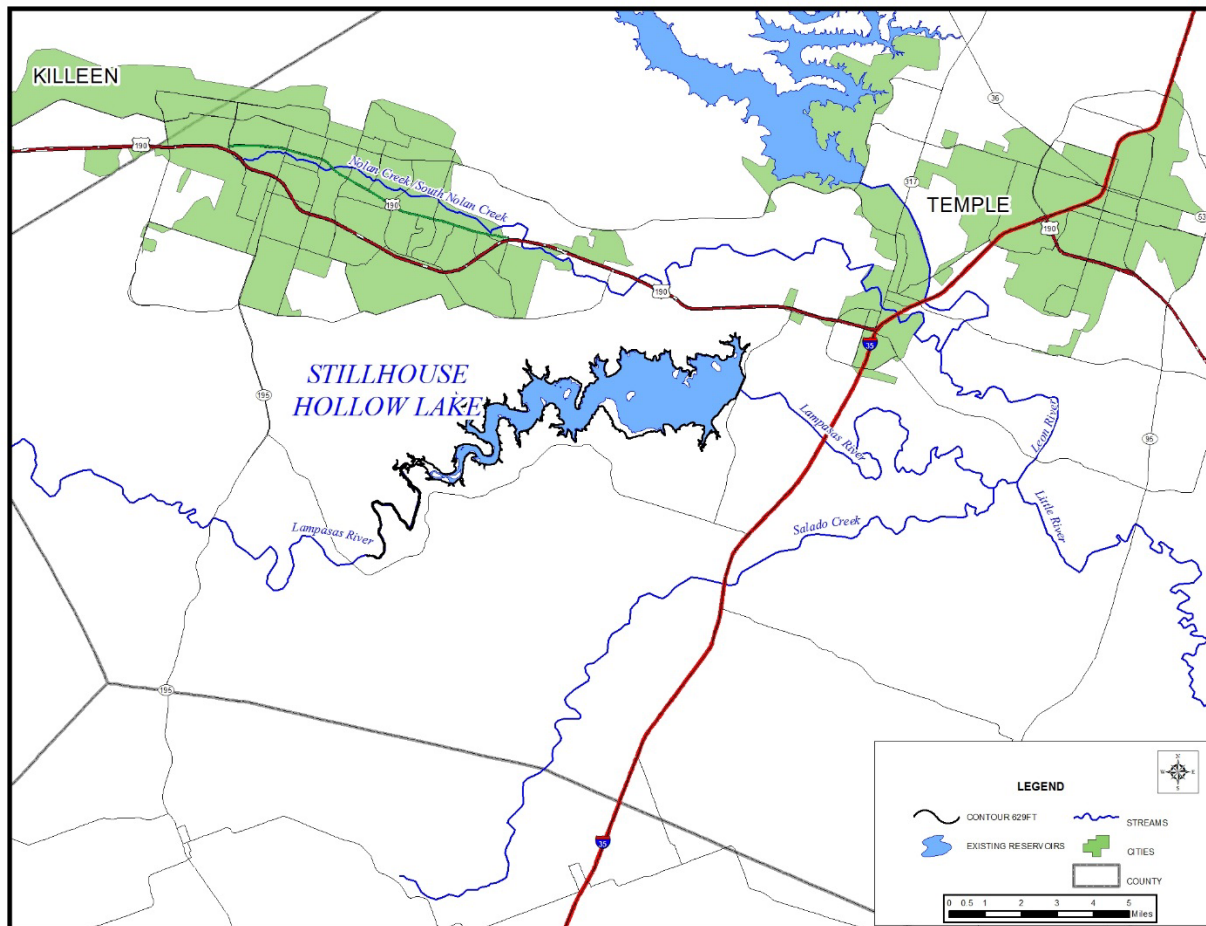 KILLEEN
36
190
190
Nolan Creek/South Nolan Creek
317
TEMPLE
53
190
190
35
STILLHOUSE
HOLLOW LAKE
195
Lampasas River
Leon River
95
Little River
Salado Creek
Lampasas River
195
35
LEGEND
N
W
E
S
CONTOUR 629FT
STREAMS
EXISTING RESERVOIRS
CITIES
COUNTY
0 0.5 1 2 3 4 5
Miles